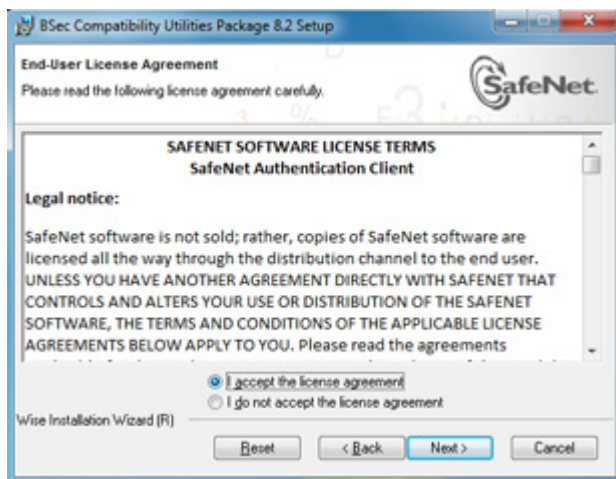 BSec Compatibility Utilities Package 8.2 Setup
End-User License Agreement
Please read the following license agreement carefully.
SafeNet.
SAFENET SOFTWARE LICENSE TERMS
SafeNet Authentication Client
Legal notice:
SafeNet software is not sold; rather, copies of SafeNet software are
licensed all the way through the distribution channel to the end user.
UNLESS YOU HAVE ANOTHER AGREEMENT DIRECTLY WITH SAFENET THAT
CONTROLS AND ALTERS YOUR USE OR DISTRIBUTION OF THE SAFENET
SOFTWARE, THE TERMS AND CONDITIONS OF THE APPLICABLE LICENSE
AGREEMENTS BELOW APPLY TO YOU. Please read the agreements
I accept the license agreement
I do not accept the license agreement
Wise Installation Wizard (R)
Reset
< Back
Next >
Cancel